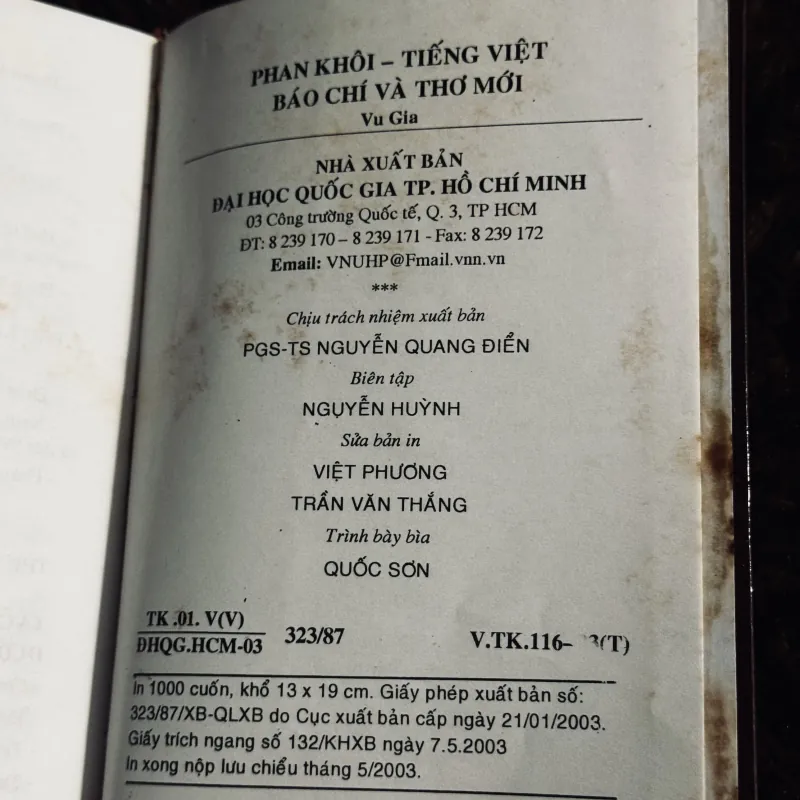 PHAN KHÔI – TIẾNG VIỆT
BÁO CHÍ VÀ THƠ MỚI
Vu Gia
NHÀ XUẤT BẢN
ĐẠI HỌC QUỐC GIA TP. HỒ CHÍ MINH
03 Công trường Quốc tế, Q. 3, TP HCM
ĐT: 8 239 170 – 8 239 171 - Fax: 8 239 172
Email: VNUHP@Fmail.vnn.vn
***
Chịu trách nhiệm xuất bản
PGS-TS NGUYỄN QUANG ĐIỂN
Biên tập
NGUYỄN HUỲNH
Sửa bản in
VIỆT PHƯƠNG
TRẦN VĂN THẮNG
Trình bày bìa
QUỐC SƠN
TK .01. V(V)
ĐHQG.HCM-03 323/87 V.TK.116– 3(T)
In 1000 cuốn, khổ 13 x 19 cm. Giấy phép xuất bản số:
323/87/XB-QLXB do Cục xuất bản cấp ngày 21/01/2003.
Giấy trích ngang số 132/KHXB ngày 7.5.2003
In xong nộp lưu chiểu tháng 5/2003.